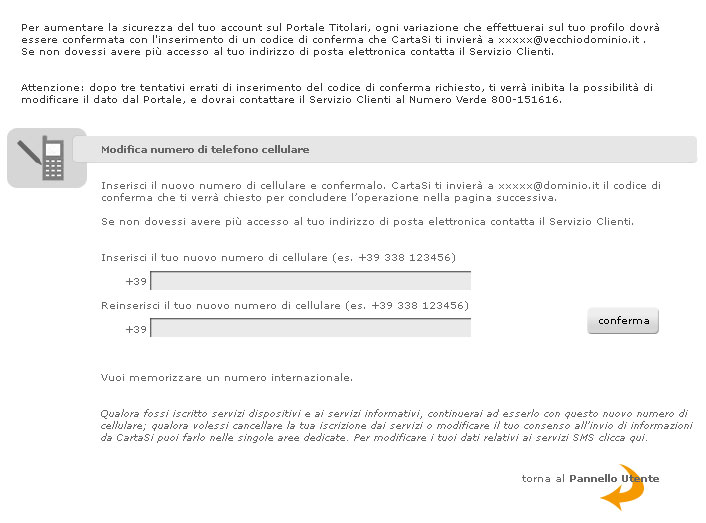 Per aumentare la sicurezza del tuo account sul Portale Titolari, ogni variazione che effettuerai sul tuo profilo dovrà
essere confermata con l'inserimento di un codice di conferma che CartaSi ti invierà a xxxxx@vecchiodominio.it .
Se non dovessi avere più accesso al tuo indirizzo di posta elettronica contatta il Servizio Clienti.
Attenzione: dopo tre tentativi errati di inserimento del codice di conferma richiesto, ti verrà inibita la possibilità di
modificare il dato dal Portale, e dovrai contattare il Servizio Clienti al Numero Verde 800-151616.
Modifica numero di telefono cellulare
Inserisci il nuovo numero di cellulare e confermalo. CartaSi ti invierà a xxxxx@dominio.it il codice di
conferma che ti verrà chiesto per concludere l'operazione nella pagina successiva.
Se non dovessi avere più accesso al tuo indirizzo di posta elettronica contatta il Servizio Clienti.
Inserisci il tuo nuovo numero di cellulare (es. +39 338 123456)
+39
Reinserisci il tuo nuovo numero di cellulare (es. +39 338 123456)
+39
conferma
Vuoi memorizzare un numero internazionale.
Qualora fossi iscritto servizi dispositivi e ai servizi informativi, continuerai ad esserlo con questo nuovo numero di
cellulare; qualora volessi cancellare la tua iscrizione dai servizi o modificare il tuo consenso all'invio di informazioni
da CartaSi puoi farlo nelle singole aree dedicate. Per modificare i tuoi dati relativi ai servizi SMS clicca qui.
torna al Pannello Utente